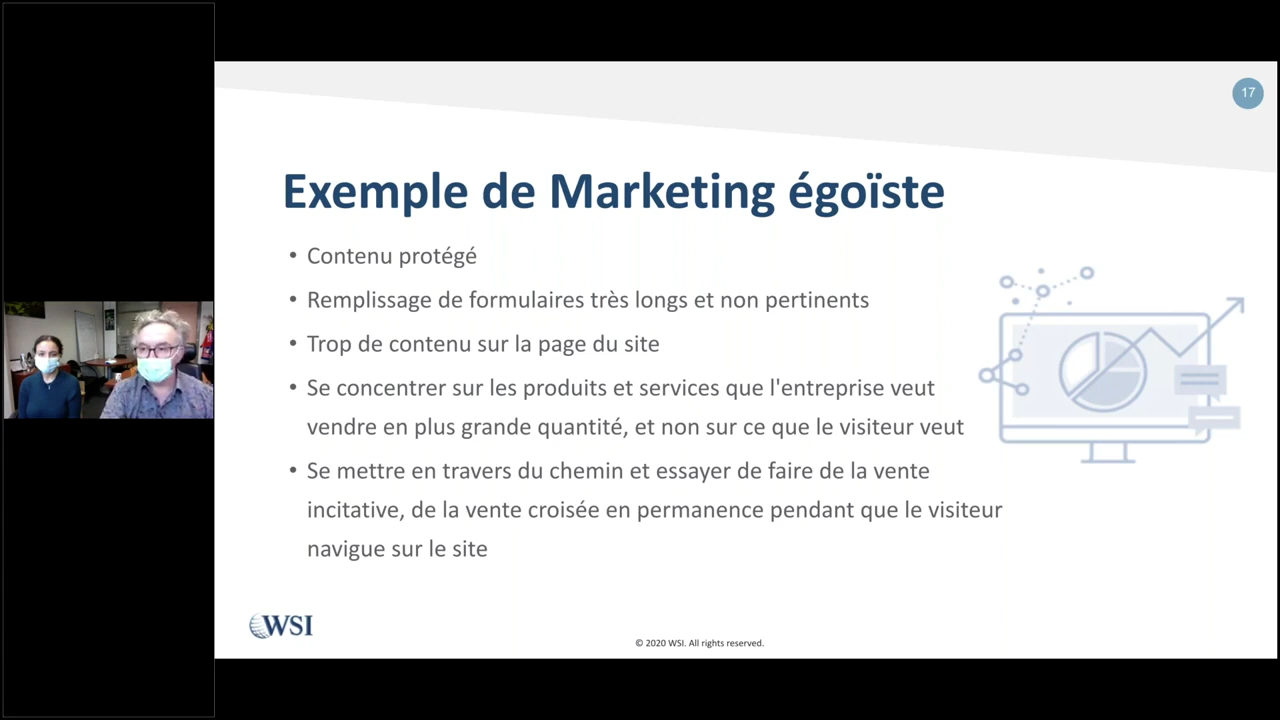 17
Exemple de Marketing égoïste
• Contenu protégé
• Remplissage de formulaires très longs et non pertinents
• Trop de contenu sur la page du site
• Se concentrer sur les produits et services que l'entreprise veut
vendre en plus grande quantité, et non sur ce que le visiteur veut
• Se mettre en travers du chemin et essayer de faire de la vente
incitative, de la vente croisée en permanence pendant que le visiteur
navigue sur le site
WSI
© 2020 WSI. All rights reserved.